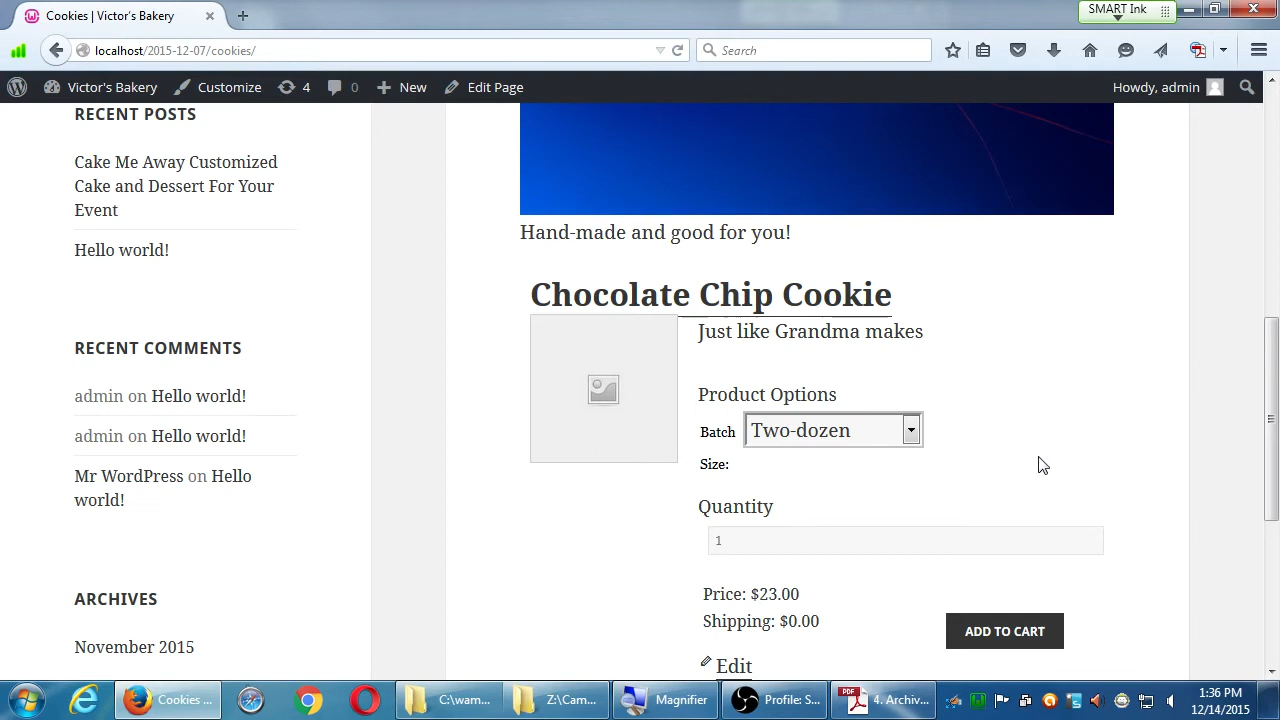 Cookies | Victor's Bakery
SMART Ink
localhost/2015-12-07/cookies/
Search
Victor's Bakery
Customize
4
0
New
Edit Page
Howdy, admin
RECENT POSTS
Cake Me Away Customized
Cake and Dessert For Your
Event
Hello world!
RECENT COMMENTS
admin on Hello world!
admin on Hello world!
Mr WordPress on Hello
world!
ARCHIVES
November 2015
Hand-made and good for you!
Chocolate Chip Cookie
Just like Grandma makes
Product Options
Batch
Size:
Two-dozen
Quantity
1
Price: $23.00
Shipping: $0.00
ADD TO CART
Edit
Cookies ...
C:\wam...
Z:\Cam...
Magnifier
Profile: S...
PDF
4. Archiv...
1:36 PM
12/14/2015